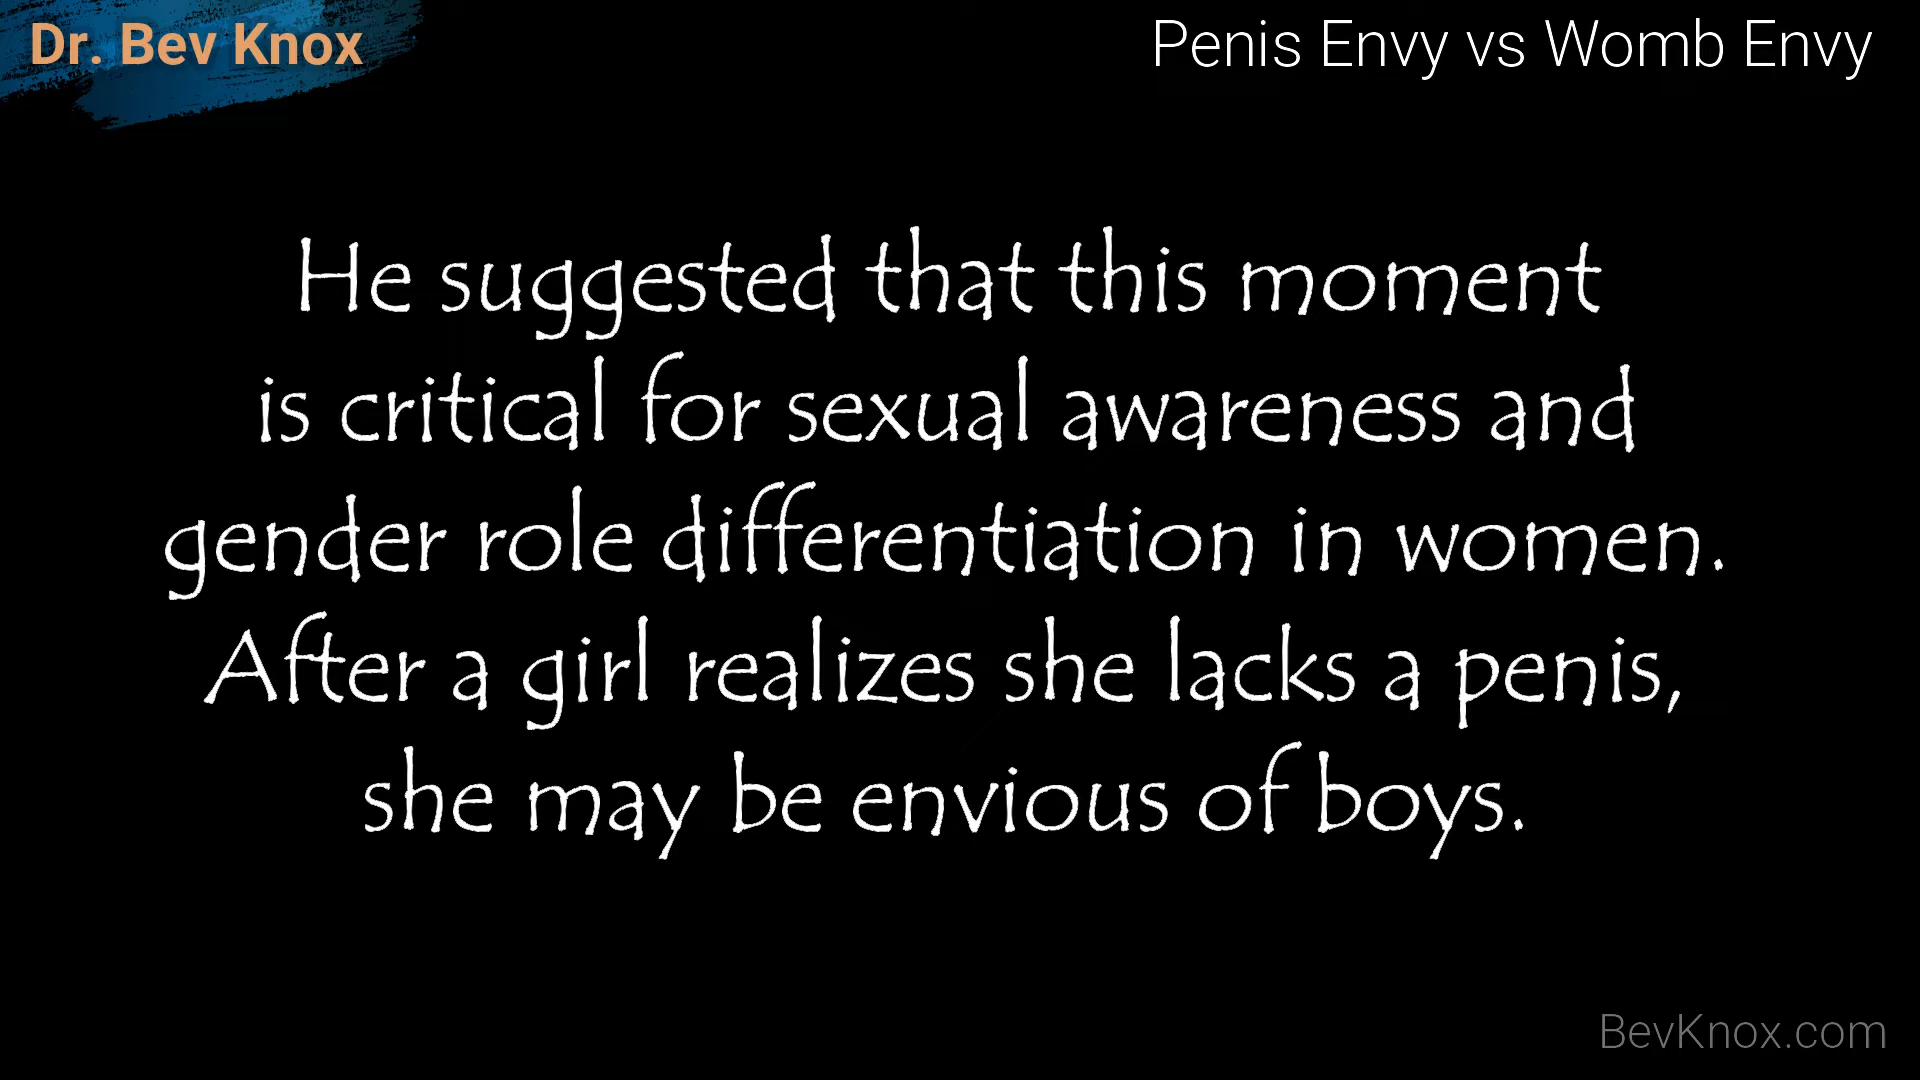 Dr. Bev Knox
Penis Envy vs Womb Envy
He suggested that this moment
is critical for sexual awareness and
gender role differentiation in women.
After a girl realizes she lacks a penis,
she may be envious of boys.
BevKnox.com